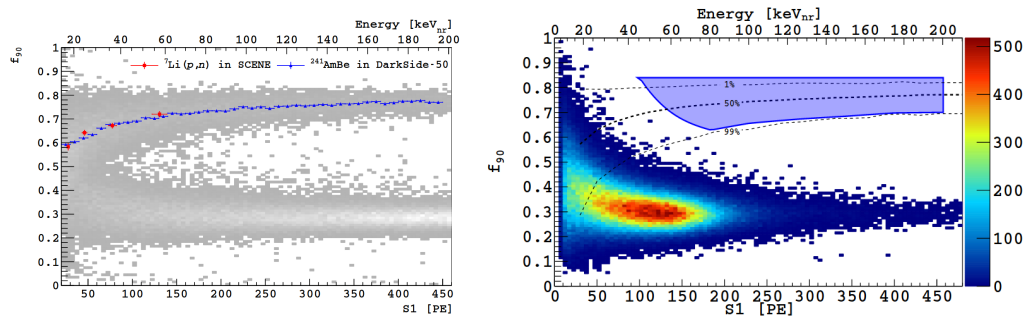 Energy [keVnr]
20 40 60 80 100 120 140 160 180 200
f90
1
0.9
0.8
0.7
0.6
0.5
0.4
0.3
0.2
0.1
0
7Li(p,n) in SCENE
241AmBe in DarkSide-50
50 100 150 200 250 300 350 400 450
S1 [PE]
Energy [keVnr]
0 20 40 60 80 100 120 140 160 180 200
f90
1
0.9
0.8
0.7
0.6
0.5
0.4
0.3
0.2
0.1
0
1%
50%
99%
0 50 100 150 200 250 300 350 400 450
S1 [PE]
500
400
300
200
100
0